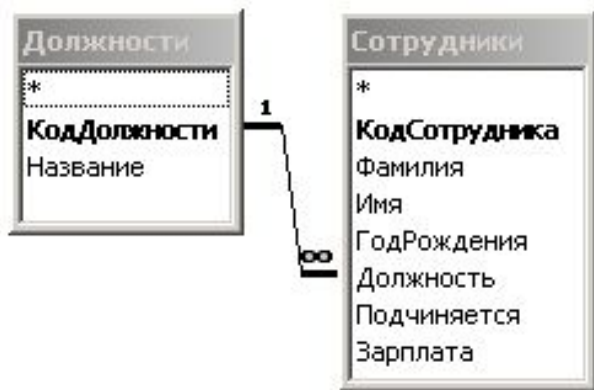 Должности
*
КодДолжности
Название
1
∞
Сотрудники
*
КодСотрудника
Фамилия
Имя
ГодРождения
Должность
Подчиняется
Зарплата